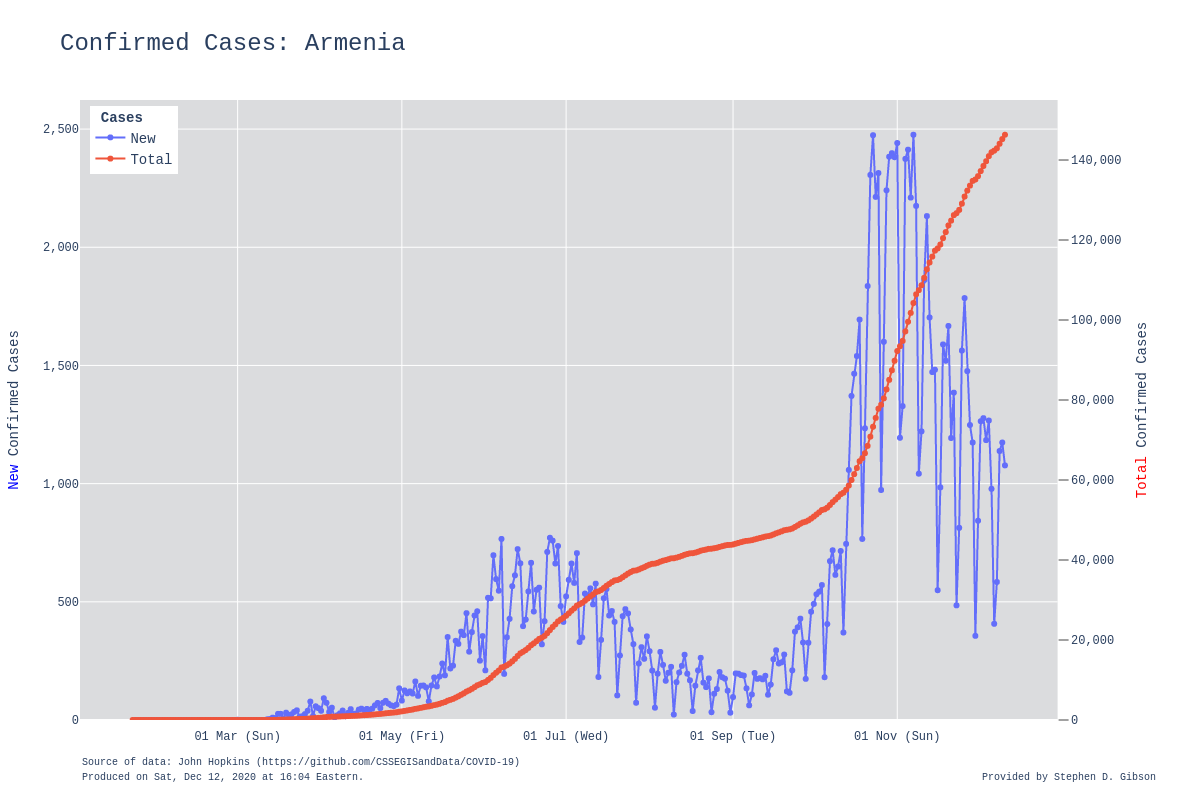 Confirmed Cases: Armenia
Cases
New
Total
2,500
2,000
1,500
1,000
500
0
140,000
120,000
100,000
80,000
60,000
40,000
20,000
0
New Confirmed Cases
Total Confirmed Cases
01 Mar (Sun) 01 May (Fri) 01 Jul (Wed) 01 Sep (Tue) 01 Nov (Sun)
Source of data: John Hopkins (https://github.com/CSSEGISandData/COVID-19)
Produced on Sat, Dec 12, 2020 at 16:04 Eastern.
Provided by Stephen D. Gibson